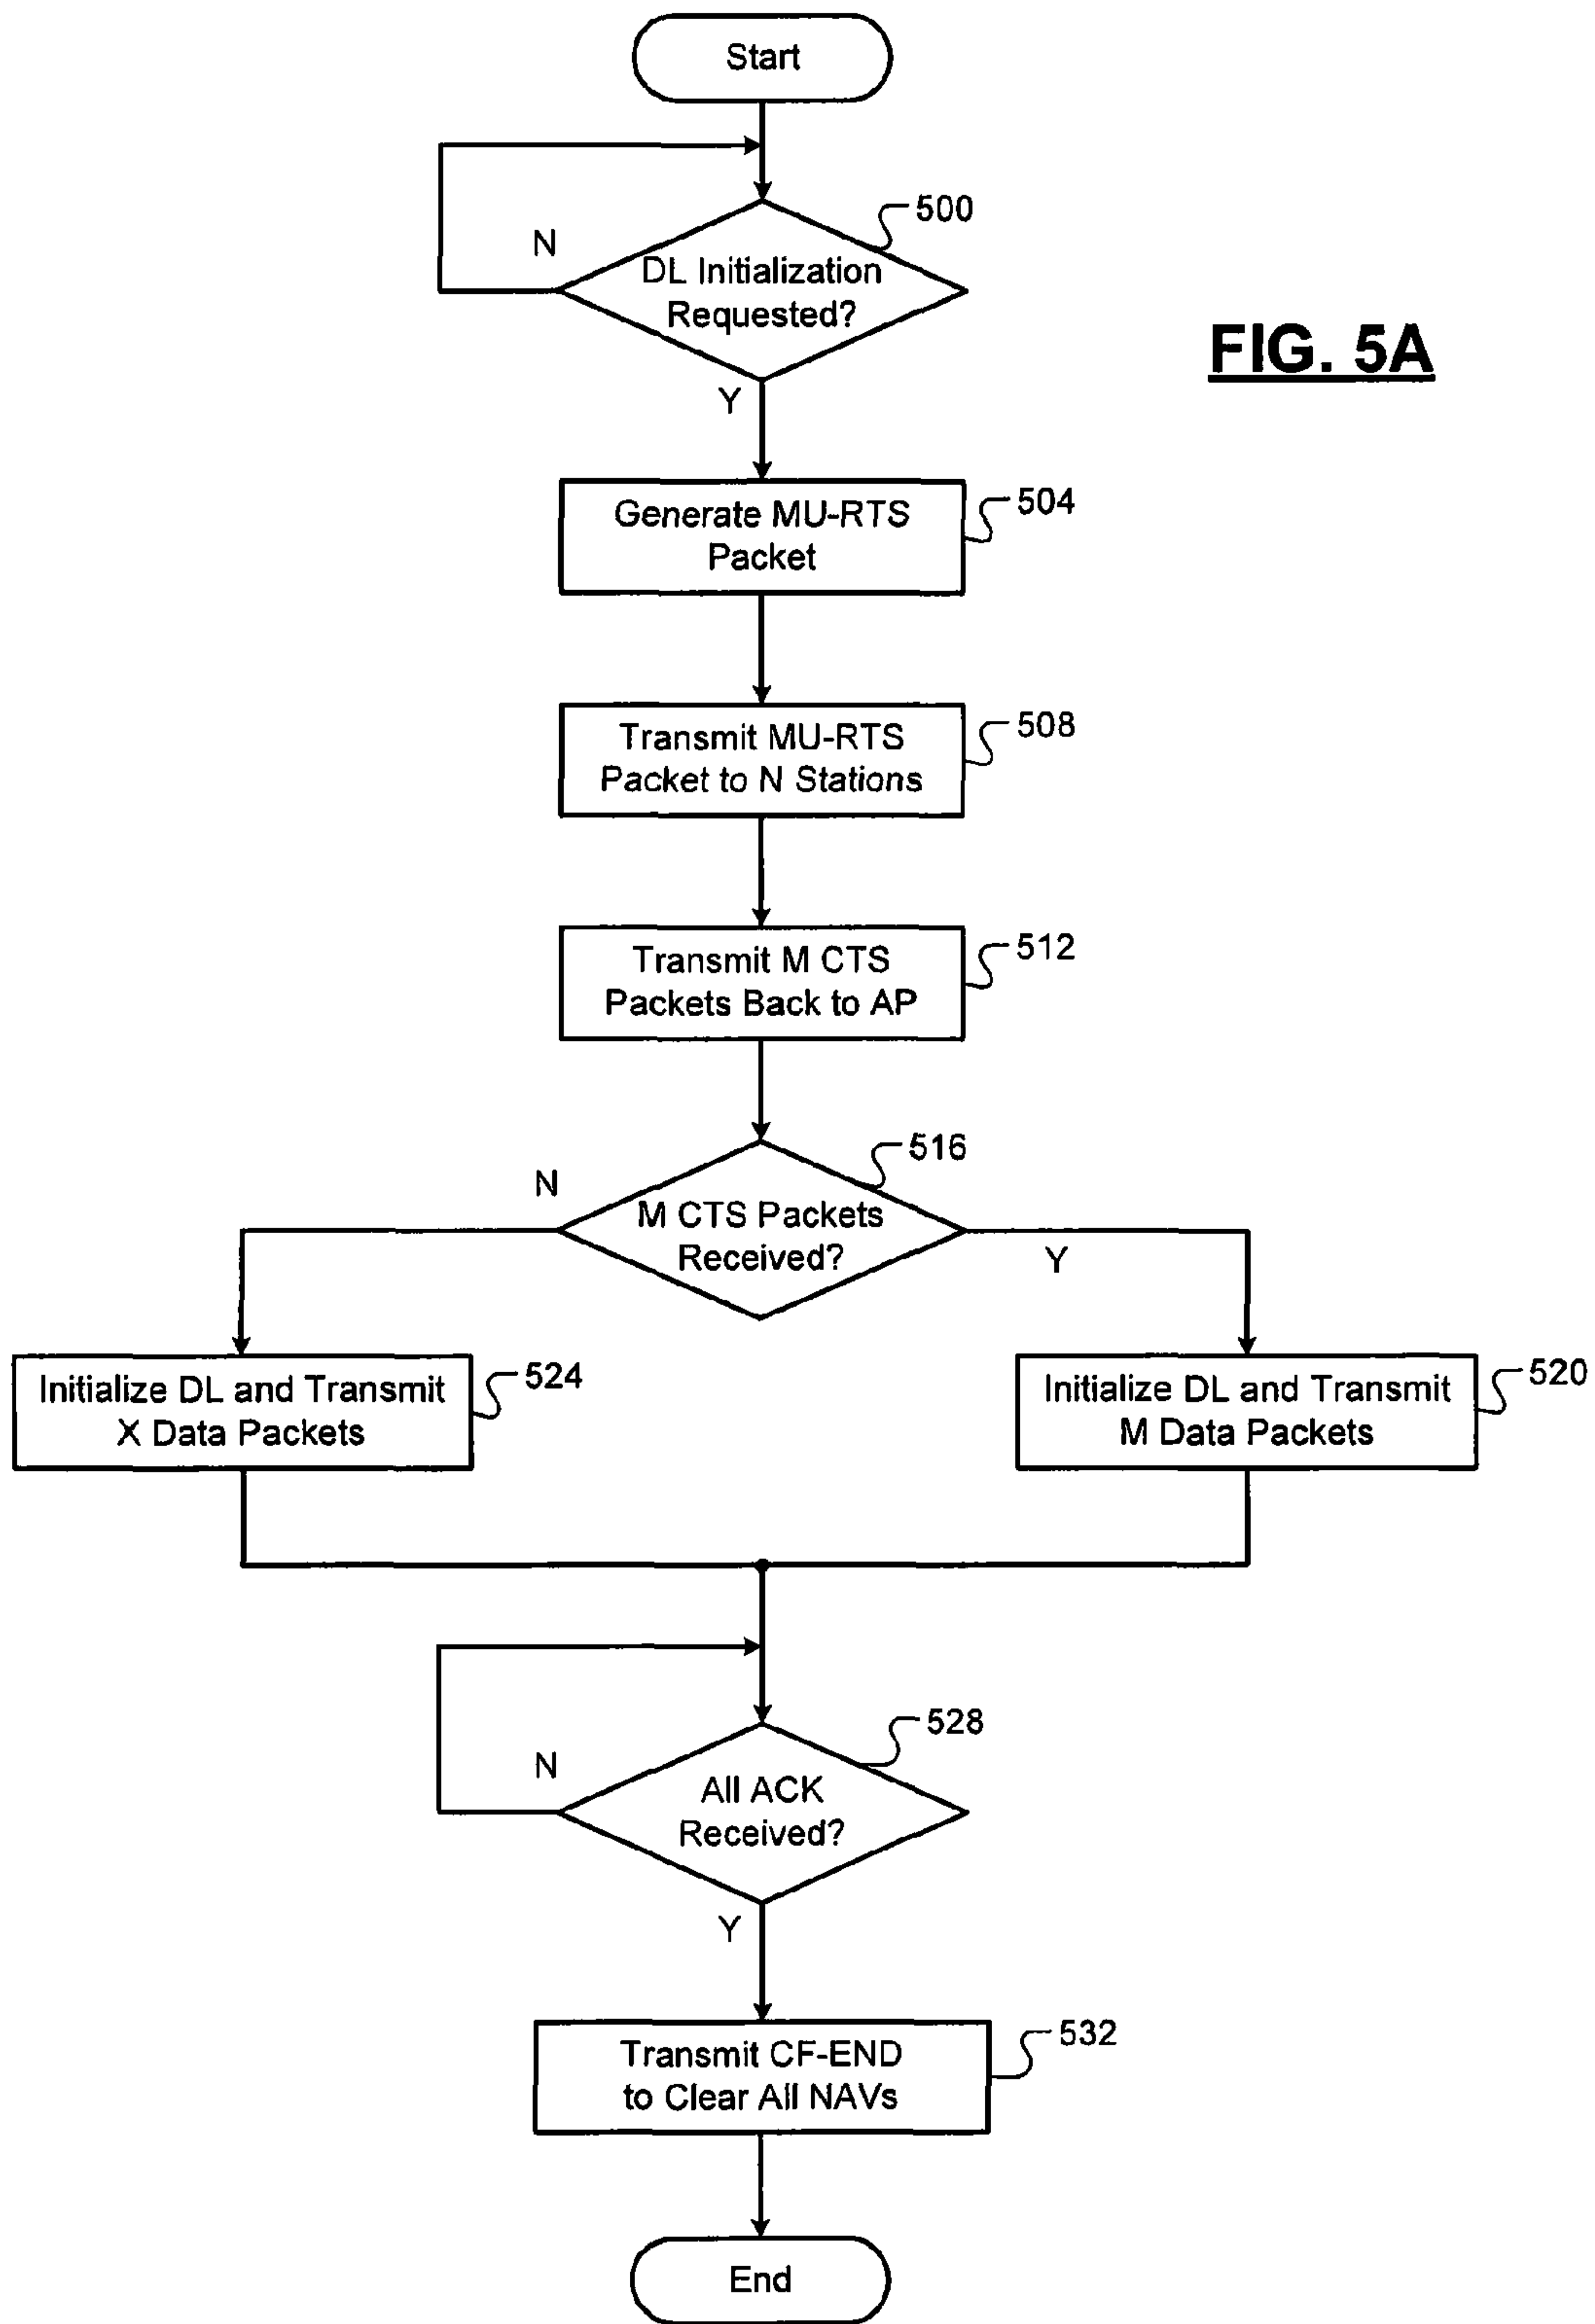 Start
500
N
DL Initialization
Requested?
FIG. 5A
Y
504
Generate MU-RTS
Packet
508
Transmit MU-RTS
Packet to N Stations
512
Transmit M CTS
Packets Back to AP
516
N
M CTS Packets
Received?
Y
524
Initialize DL and Transmit
X Data Packets
520
Initialize DL and Transmit
M Data Packets
528
N
All ACK
Received?
Y
532
Transmit CF-END
to Clear All NAVs
End